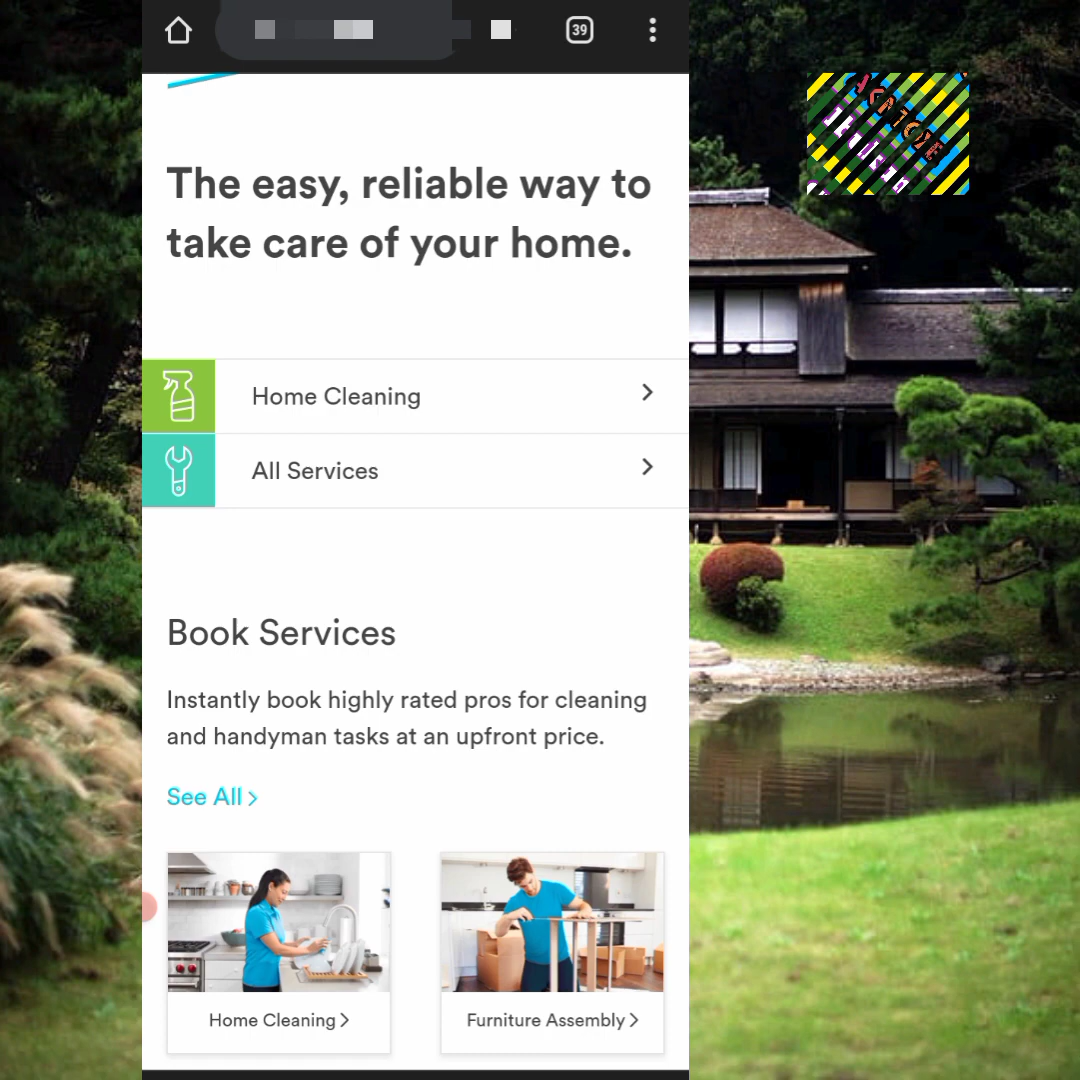 39
The easy, reliable way to
take care of your home.
Home Cleaning
All Services
Book Services
Instantly book highly rated pros for cleaning
and handyman tasks at an upfront price.
See All
Home Cleaning
Furniture Assembly